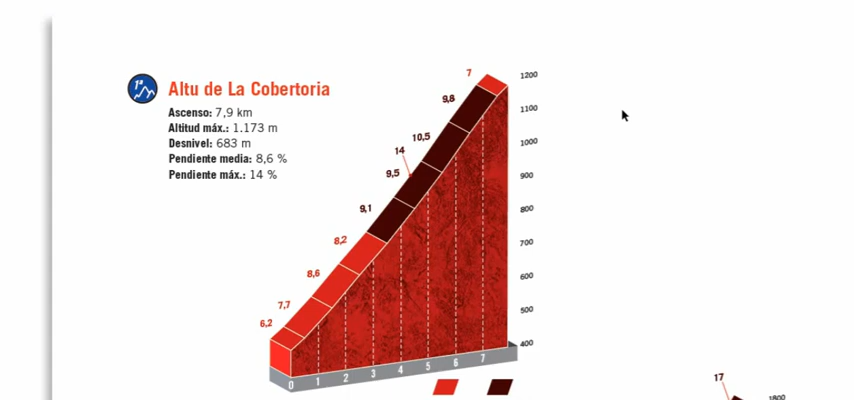 1ª
Altu de La Cobertoria
Ascenso: 7,9 km
Altitud máx.: 1.173 m
Desnivel: 683 m
Pendiente media: 8,6 %
Pendiente máx.: 14 %
7
9,8
10,5
14
9,5
9,1
8,2
8,6
7,7
6,2
1200
1100
1000
900
800
700
600
500
400
0 1 2 3 4 5 6 7
17
1800